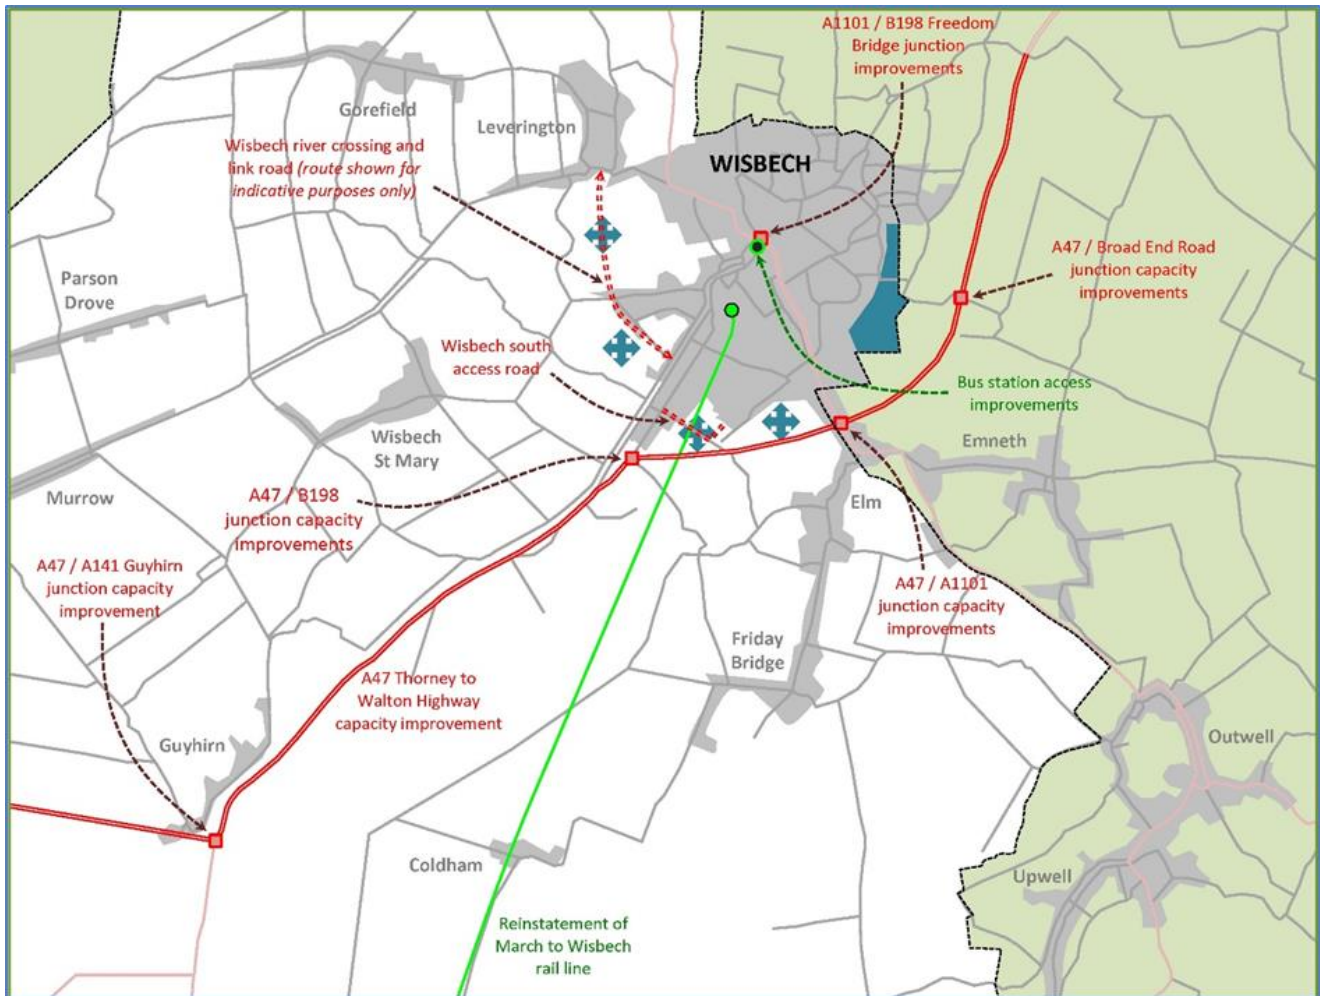 A1101 / B198 Freedom
Bridge junction
improvements
Gorefield
Leverington
Wisbech river crossing and
link road (route shown for
indicative purposes only)
WISBECH
A47 / Broad End Road
junction capacity
improvements
Parson
Drove
Wisbech south
access road
Bus station access
improvements
Wisbech
St Mary
Emneth
Murrow
A47 / B198
junction capacity
improvements
Elm
A47 / A141 Guyhirn
junction capacity
improvement
A47 / A1101
junction capacity
improvements
Friday
Bridge
A47 Thorney to
Walton Highway
capacity improvement
Guyhirn
Outwell
Coldham
Upwell
Reinstatement of
March to Wisbech
rail line